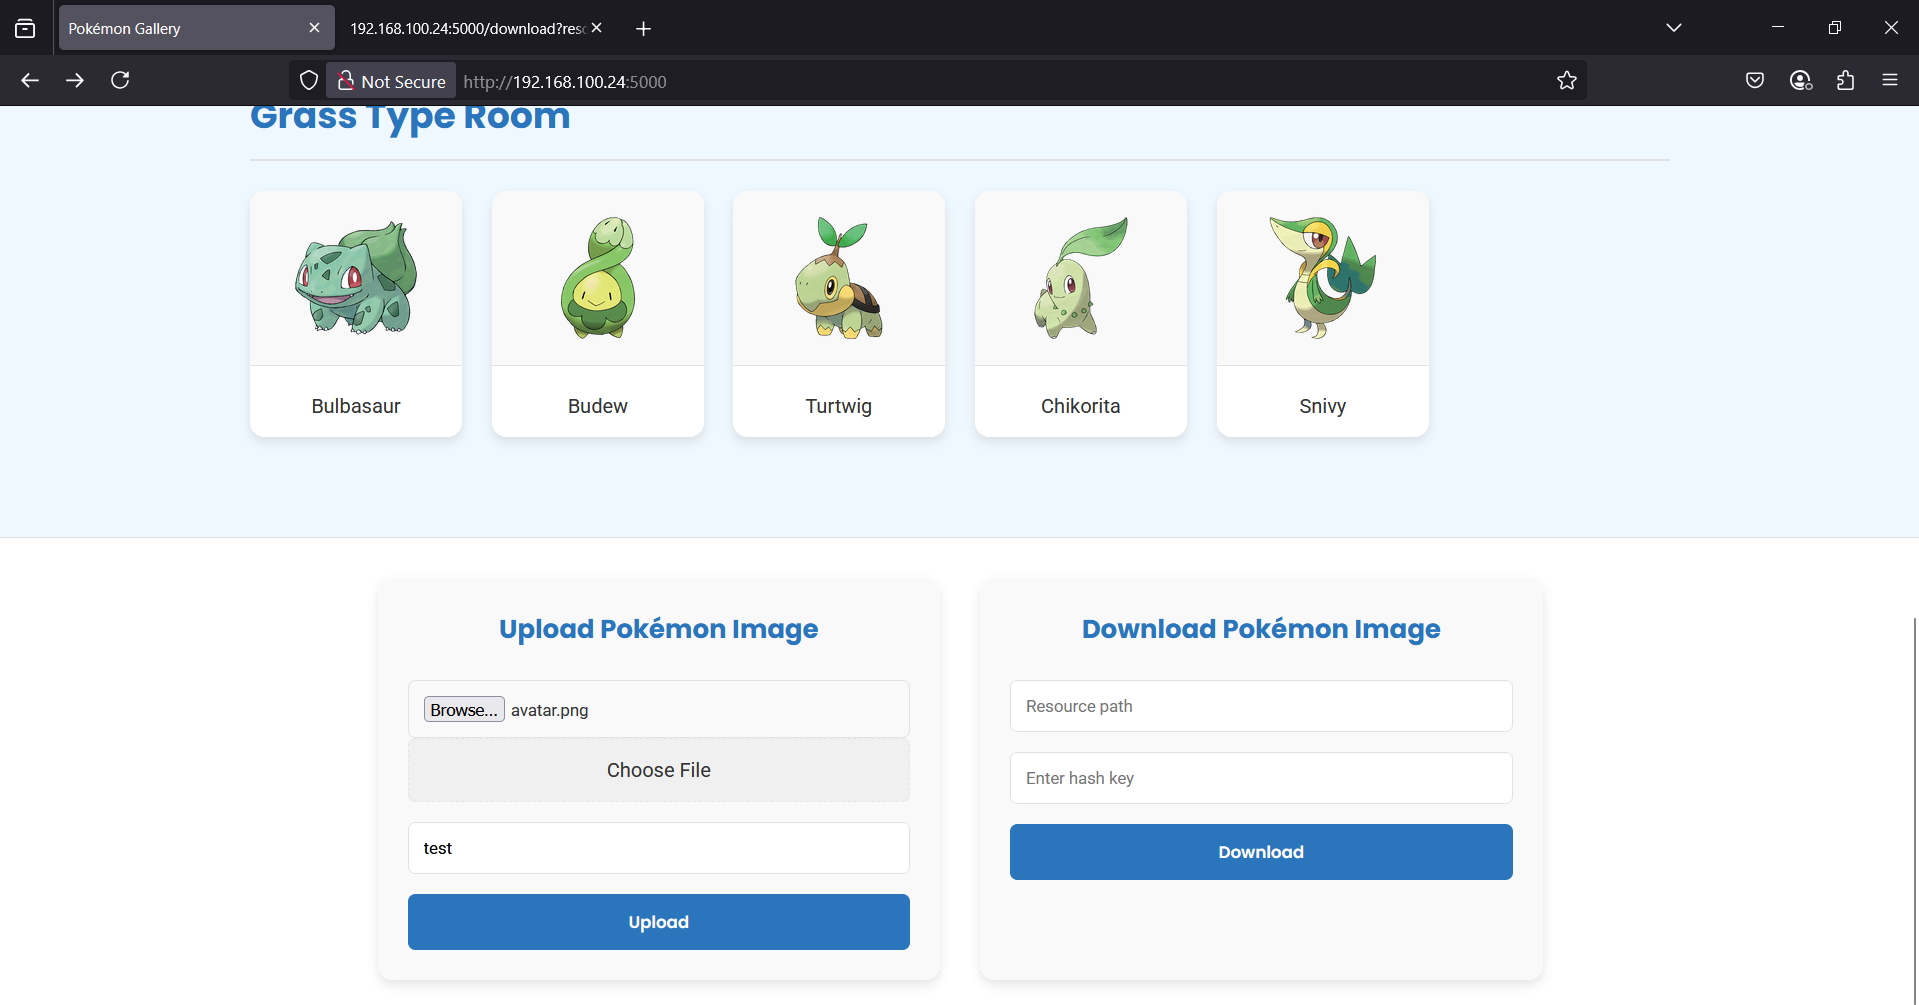 Pokémon Gallery
192.168.100.24:5000/download?reso
Not Secure
http://192.168.100.24:5000
Grass Type Room
Bulbasaur
Budew
Turtwig
Chikorita
Snivy
Upload Pokémon Image
Browse... avatar.png
Choose File
test
Upload
Download Pokémon Image
Resource path
Enter hash key
Download